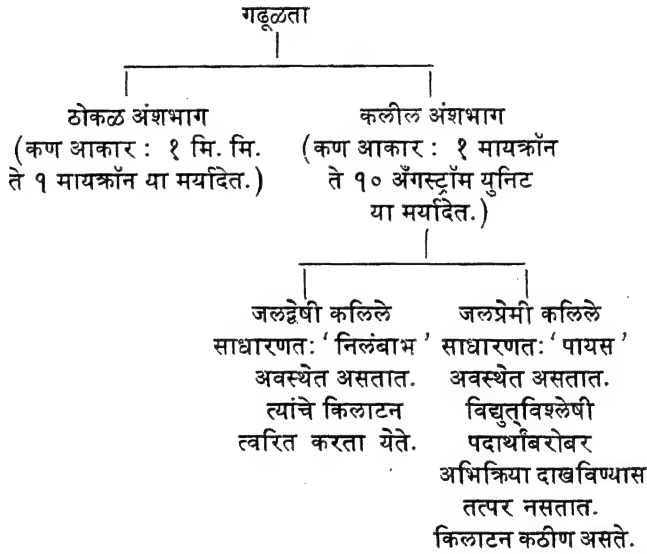 गढूळता
ठोकळ अंशभाग
(कण आकार : १ मि. मि.
ते १ मायक्रॉन या मर्यादेत.)
कलील अंशभाग
(कण आकार : १ मायक्रॉन
ते १० अँगस्ट्रॉम युनिट
या मर्यादेत.)
जलद्वेषी कलिले
साधारणतः ‘ निलंबाभ ’
अवस्थेत असतात.
त्यांचे किलाटन
त्वरित करता येते.
जलप्रेमी कलिले
साधारणतः ‘ पायस ’
अवस्थेत असतात.
विद्युत्‌विश्लेषी
पदार्थांबरोबर
अभिक्रिया दाखविण्यास
तत्पर नसतात.
किलाटन कठीण असते.